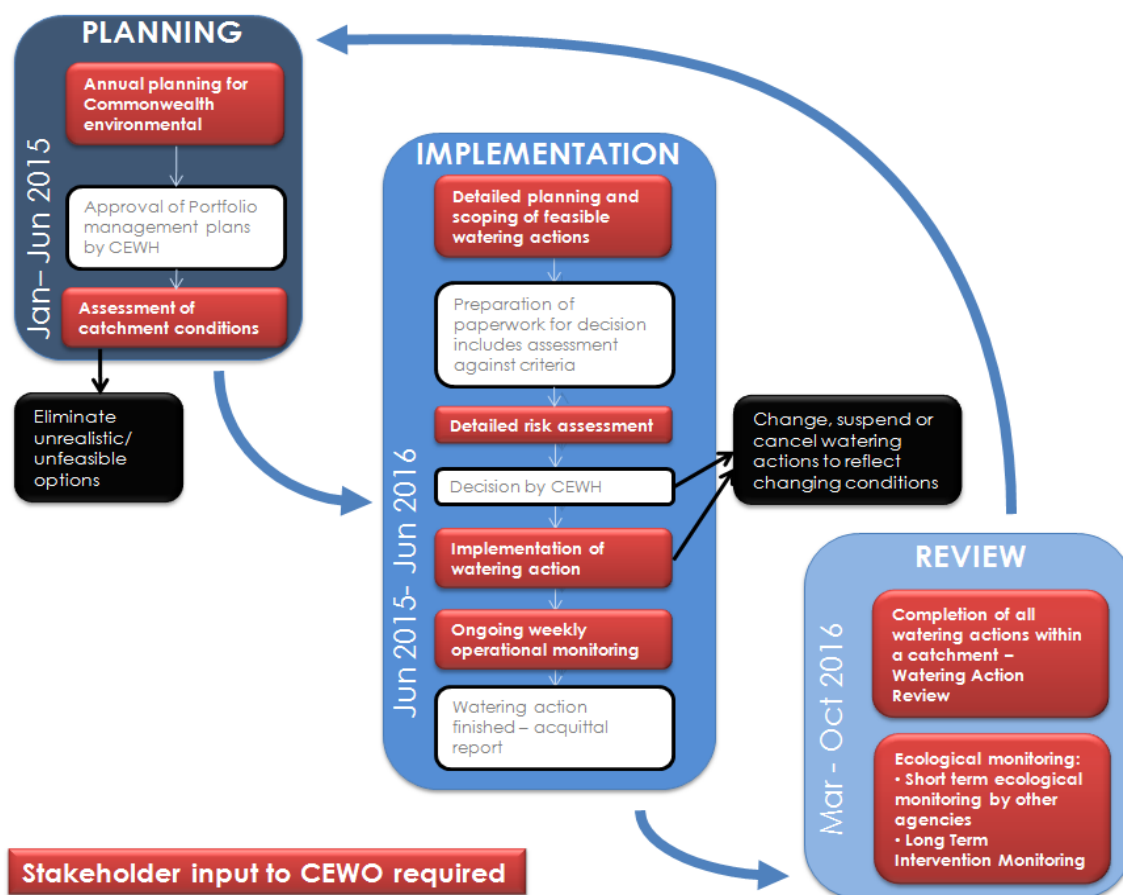 PLANNING
Jan– Jun 2015
Annual planning for
Commonwealth
environmental
Approval of Portfolio
management plans
by CEWH
Assessment of
catchment conditions
Eliminate
unrealistic/
unfeasible
options
IMPLEMENTATION
Jun 2015- Jun 2016
Detailed planning and
scoping of feasible
watering actions
Preparation of
paperwork for decision
includes assessment
against criteria
Detailed risk assessment
Decision by CEWH
Implementation of
watering action
Ongoing weekly
operational monitoring
Watering action
finished – acquittal
report
Change, suspend or
cancel watering
actions to reflect
changing conditions
REVIEW
Mar - Oct 2016
Completion of all
watering actions within
a catchment –
Watering Action
Review
Ecological monitoring:
• Short term ecological
monitoring by other
agencies
• Long Term
Intervention Monitoring
Stakeholder input to CEWO required